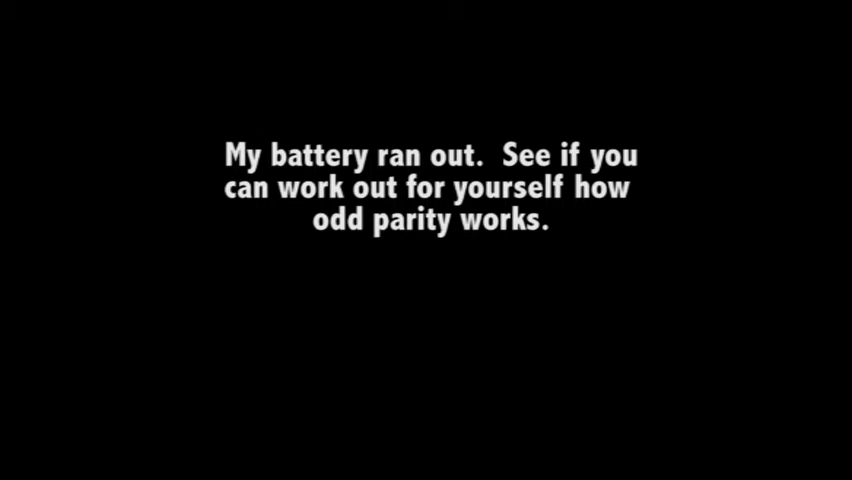 My battery ran out.  See if you
can work out for yourself how
odd parity works.